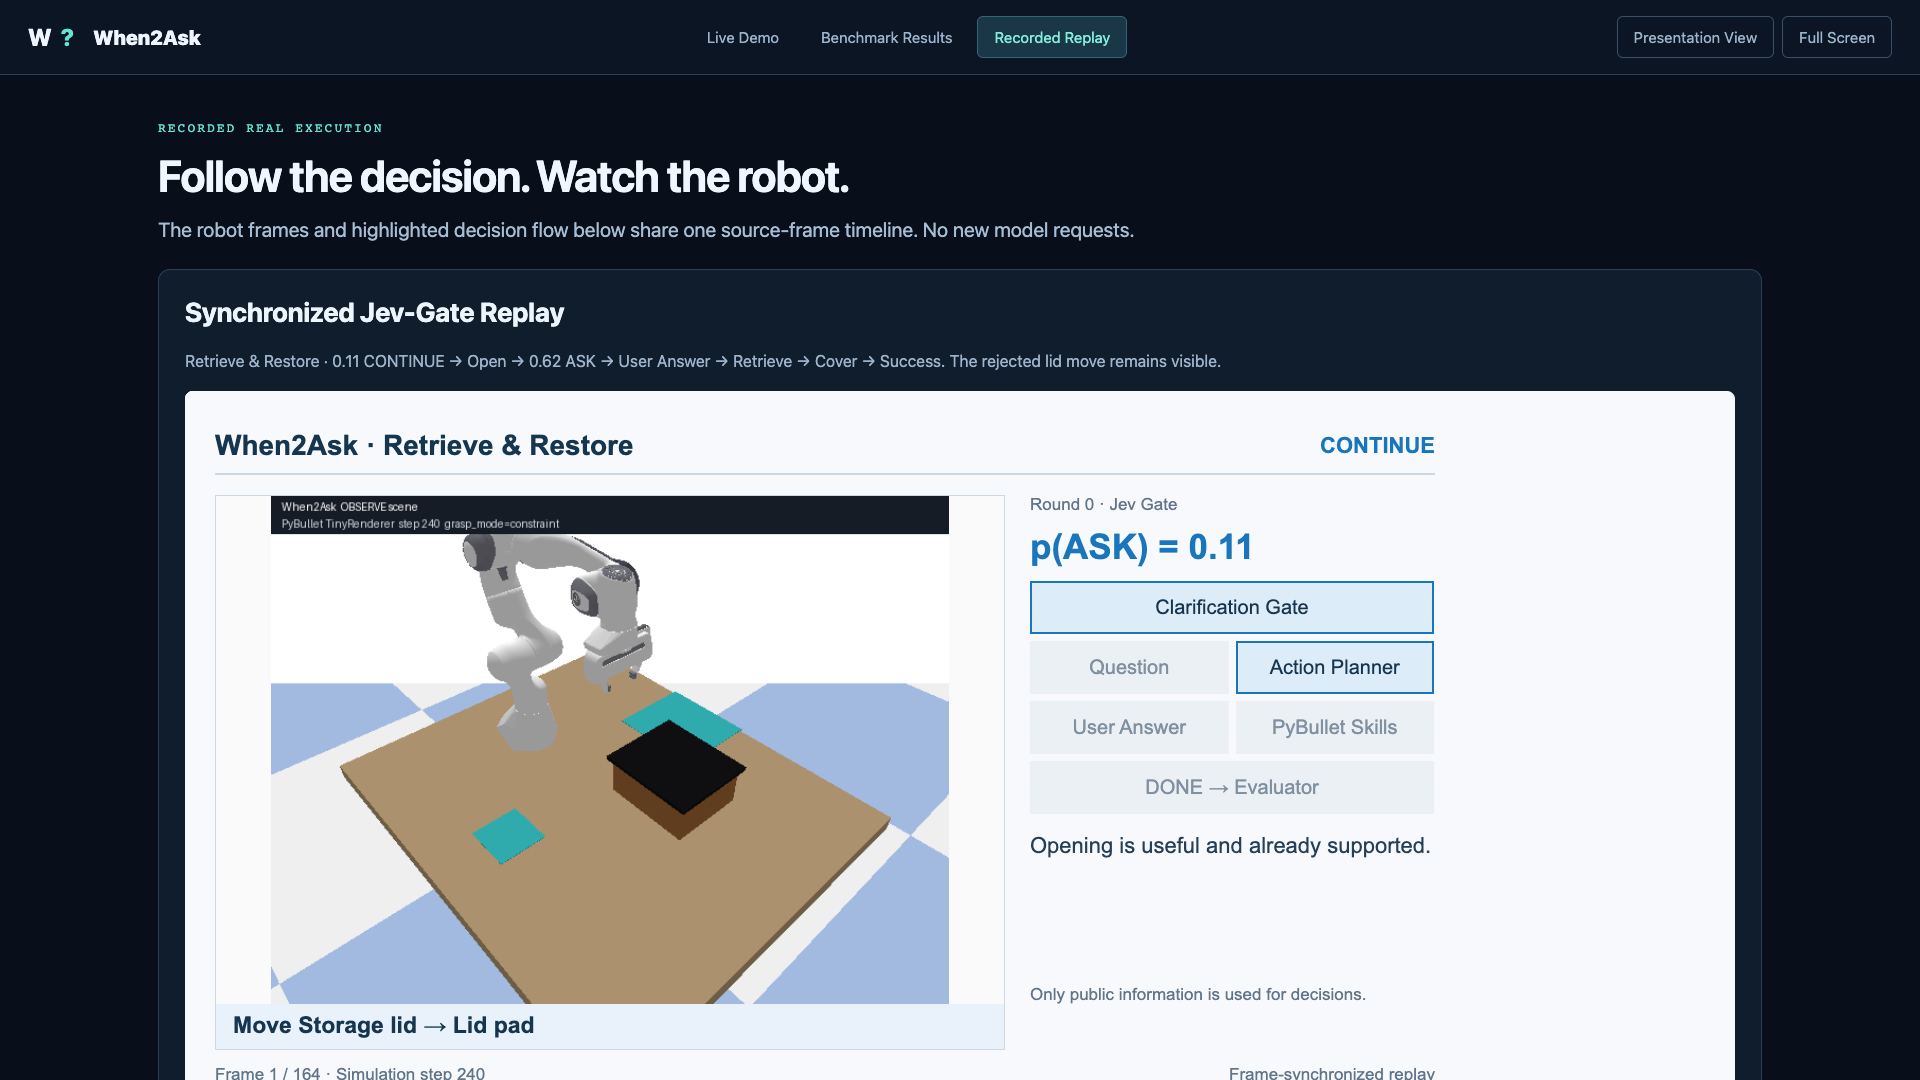 W ? When2Ask
Live Demo
Benchmark Results
Recorded Replay
Presentation View
Full Screen
RECORDED REAL EXECUTION
Follow the decision. Watch the robot.
The robot frames and highlighted decision flow below share one source-frame timeline. No new model requests.
Synchronized Jev-Gate Replay
Retrieve & Restore · 0.11 CONTINUE → Open → 0.62 ASK → User Answer → Retrieve → Cover → Success. The rejected lid move remains visible.
When2Ask · Retrieve & Restore
CONTINUE
When2Ask OBSERVE scene
PyBullet TinyRenderer step 240 grasp_mode=constraint
Move Storage lid → Lid pad
Round 0 · Jev Gate
p(ASK) = 0.11
Clarification Gate
Question
Action Planner
User Answer
PyBullet Skills
DONE → Evaluator
Opening is useful and already supported.
Only public information is used for decisions.
Frame 1 / 164 · Simulation step 240
Frame-synchronized replay